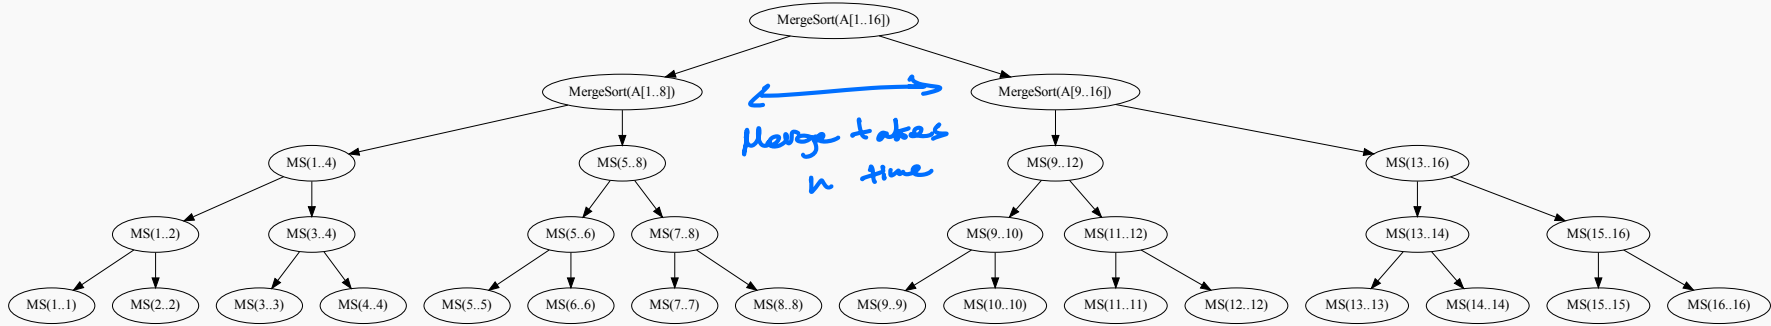 MergeSort(A[1..16])
MergeSort(A[1..8])
MergeSort(A[9..16])
Merge takes
n time
MS(1..4)
MS(5..8)
MS(9..12)
MS(13..16)
MS(1..2)
MS(3..4)
MS(5..6)
MS(7..8)
MS(9..10)
MS(11..12)
MS(13..14)
MS(15..16)
MS(1..1)
MS(2..2)
MS(3..3)
MS(4..4)
MS(5..5)
MS(6..6)
MS(7..7)
MS(8..8)
MS(9..9)
MS(10..10)
MS(11..11)
MS(12..12)
MS(13..13)
MS(14..14)
MS(15..15)
MS(16..16)